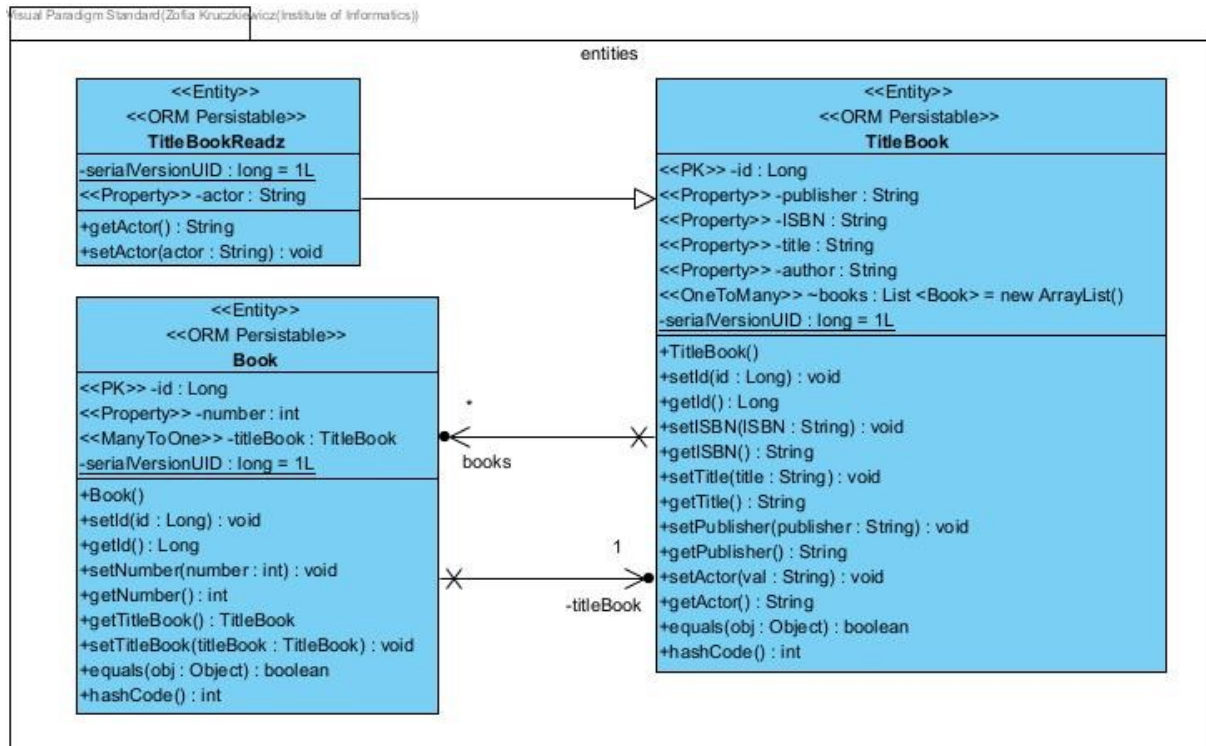 Visual Paradigm Standard(Zofia Kruczkiewicz(Institute of Informatics))
entities
<<Entity>>
<<ORM Persistable>>
TitleBookReadz
-serialVersionUID : long = 1L
<<Property>> -actor : String
+getActor() : String
+setActor(actor : String) : void
<<Entity>>
<<ORM Persistable>>
TitleBook
<<PK>> -id : Long
<<Property>> -publisher : String
<<Property>> -ISBN : String
<<Property>> -title : String
<<Property>> -author : String
<<OneToMany>> ~books : List <Book> = new ArrayList()
-serialVersionUID : long = 1L
+TitleBook()
+setId(id : Long) : void
+getId() : Long
+setISBN(ISBN : String) : void
+getISBN() : String
+setTitle(title : String) : void
+getTitle() : String
+setPublisher(publisher : String) : void
+getPublisher() : String
+setActor(val : String) : void
+getActor() : String
+equals(obj : Object) : boolean
+hashCode() : int
<<Entity>>
<<ORM Persistable>>
Book
<<PK>> -id : Long
<<Property>> -number : int
<<ManyToOne>> -titleBook : TitleBook
-serialVersionUID : long = 1L
+Book()
+setId(id : Long) : void
+getId() : Long
+setNumber(number : int) : void
+getNumber() : int
+getTitleBook() : TitleBook
+setTitleBook(titleBook : TitleBook) : void
+equals(obj : Object) : boolean
+hashCode() : int
*
books
1
-titleBook